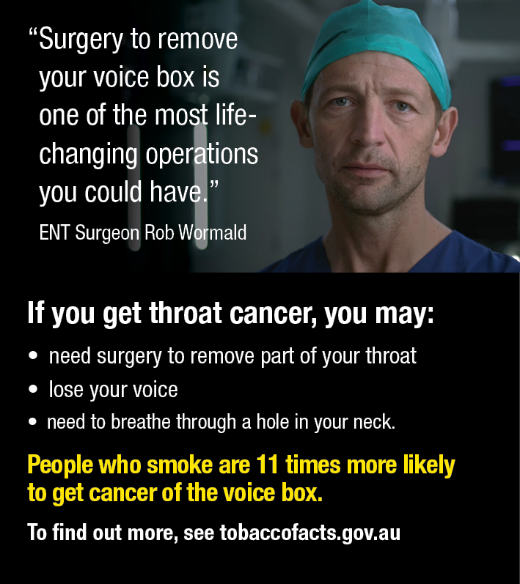 “Surgery to remove
your voice box is
one of the most life-
changing operations
you could have.”
ENT Surgeon Rob Wormald
If you get throat cancer, you may:
• need surgery to remove part of your throat
• lose your voice
• need to breathe through a hole in your neck.
People who smoke are 11 times more likely
to get cancer of the voice box.
To find out more, see tobaccofacts.gov.au